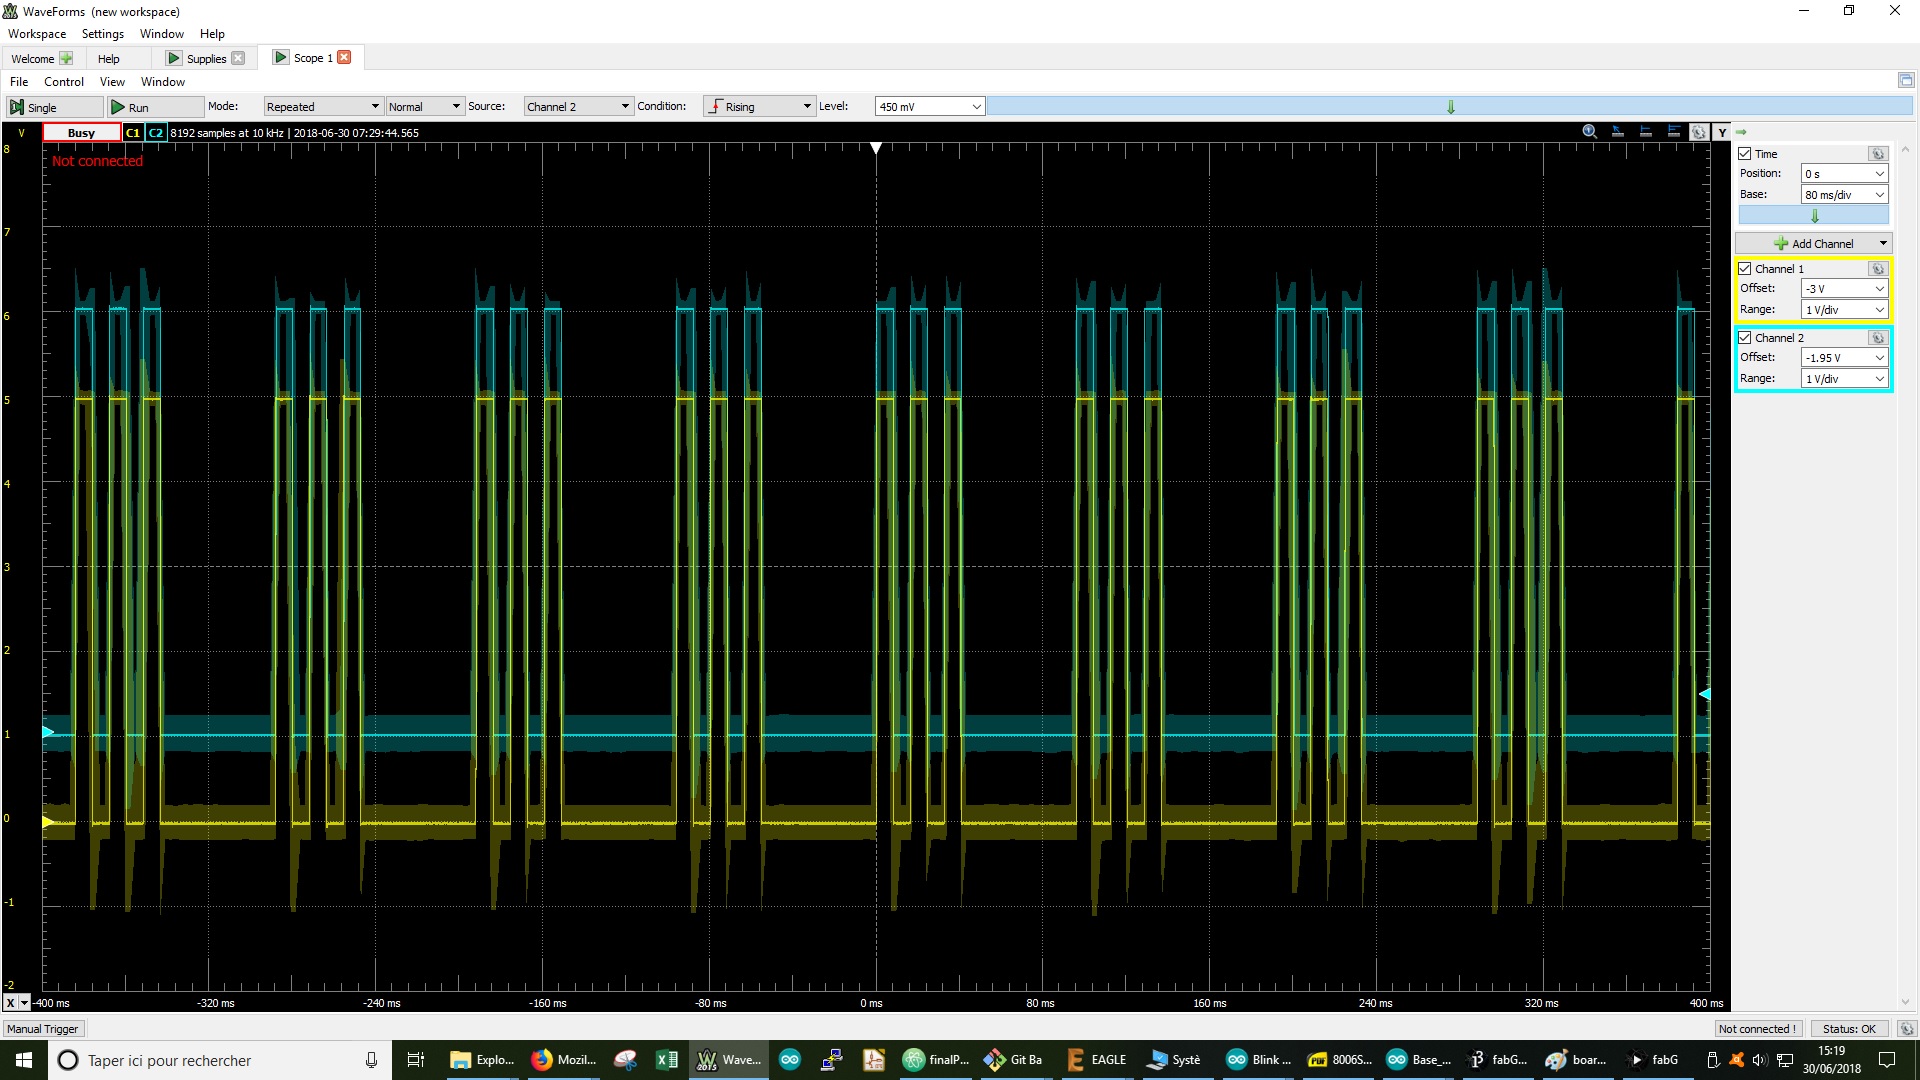 WaveForms (new workspace)
Workspace Settings Window Help
Welcome Help Supplies Scope 1
File Control View Window
Single Run Mode: Repeated Normal Source: Channel 2 Condition: Rising Level: 450 mV
V Busy C1 C2 8192 samples at 10 kHz | 2018-06-30 07:29:44.565 Y
Not connected
8
7
6
5
4
3
2
1
0
-1
-2
X -400 ms -320 ms -240 ms -160 ms -80 ms 0 ms 80 ms 160 ms 240 ms 320 ms 400 ms
Time
Position: 0 s
Base: 80 ms/div
Add Channel
Channel 1
Offset: -3 V
Range: 1 V/div
Channel 2
Offset: -1.95 V
Range: 1 V/div
Manual Trigger Not connected ! Status: OK
Taper ici pour rechercher Explo... Mozil... Wave... finalP... Git Ba EAGLE Systè Blink ... 8006S... Base_... fabG... boar... fabG 15:19
30/06/2018